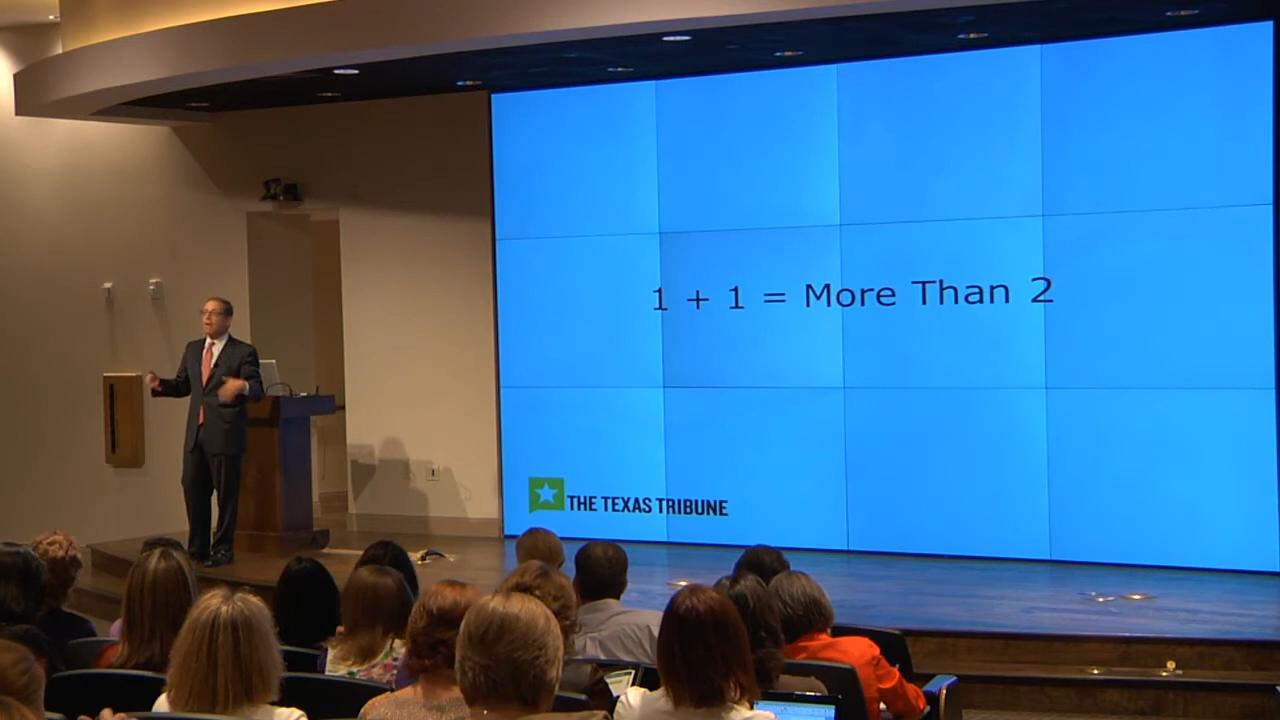 1 + 1 = More Than 2
THE TEXAS TRIBUNE